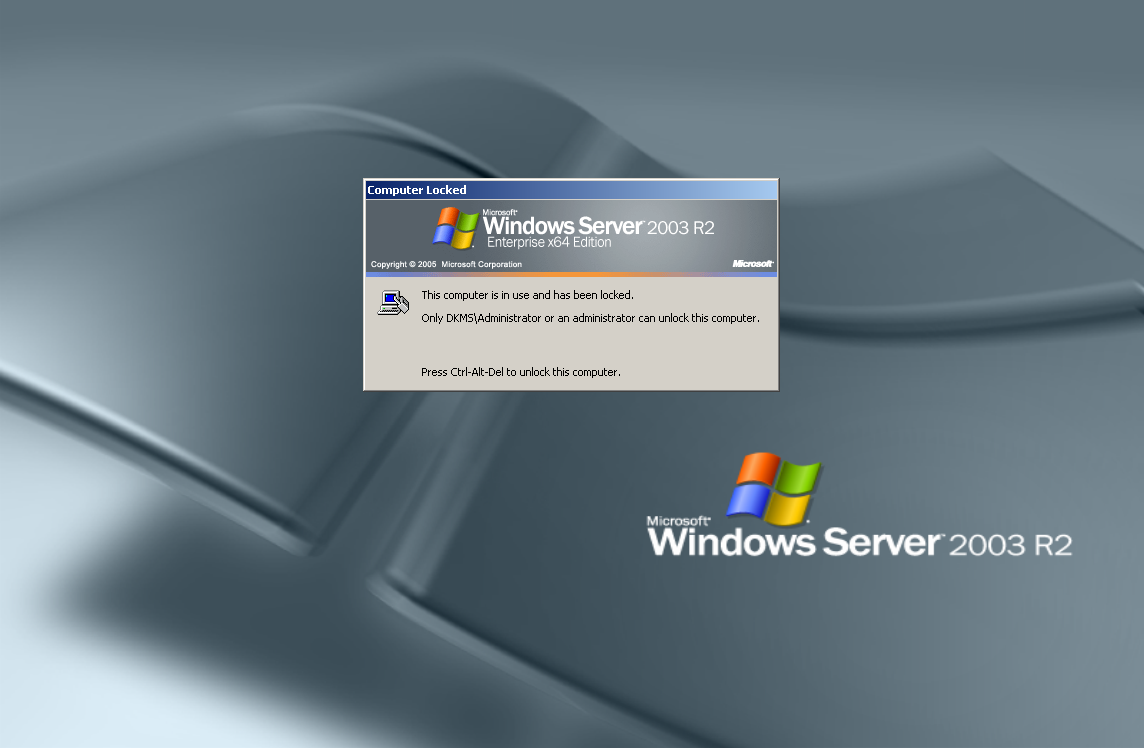 Computer Locked
Microsoft
Windows Server 2003 R2
Enterprise x64 Edition
Copyright © 2005 Microsoft Corporation
Microsoft
This computer is in use and has been locked.
Only DKMS\Administrator or an administrator can unlock this computer.
Press Ctrl-Alt-Del to unlock this computer.
Microsoft
Windows Server 2003 R2